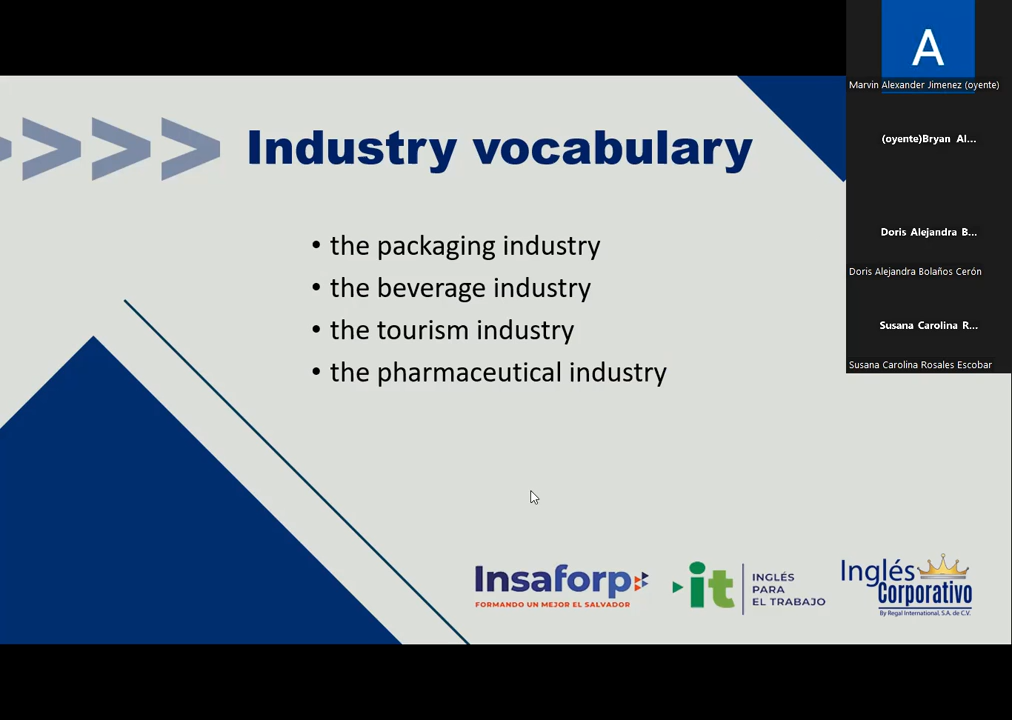 A
Marvin Alexander Jimenez (oyente)
(oyente)Bryan Al...
Doris Alejandra B...
Doris Alejandra Bolaños Cerón
Susana Carolina R...
Susana Carolina Rosales Escobar
>>>> Industry vocabulary
• the packaging industry
• the beverage industry
• the tourism industry
• the pharmaceutical industry
Insaforp
FORMANDO UN MEJOR EL SALVADOR
it
INGLÉS
PARA
EL TRABAJO
Inglés
Corporativo
By Regal International, S.A. de C.V.